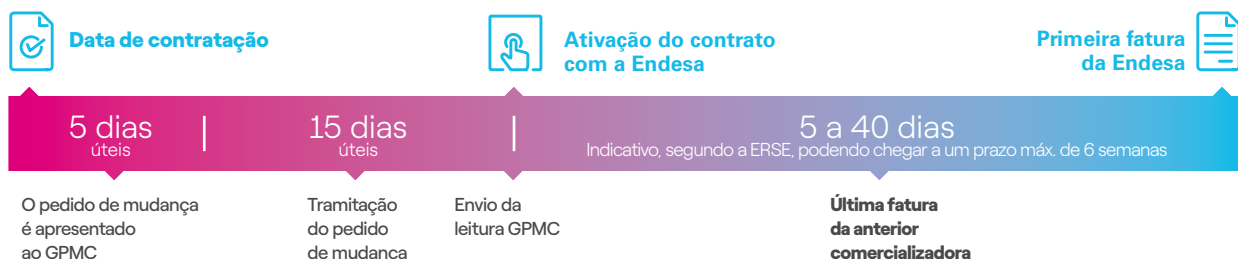 Data de contratação
Ativação do contrato
com a Endesa
Primeira fatura
da Endesa
5 dias
úteis
15 dias
úteis
5 a 40 dias
Indicativo, segundo a ERSE, podendo chegar a um prazo máx. de 6 semanas
O pedido de mudança
é apresentado
ao GPMC
Tramitação
do pedido
de mudança
Envio da
leitura GPMC
Última fatura
da anterior
comercializadora